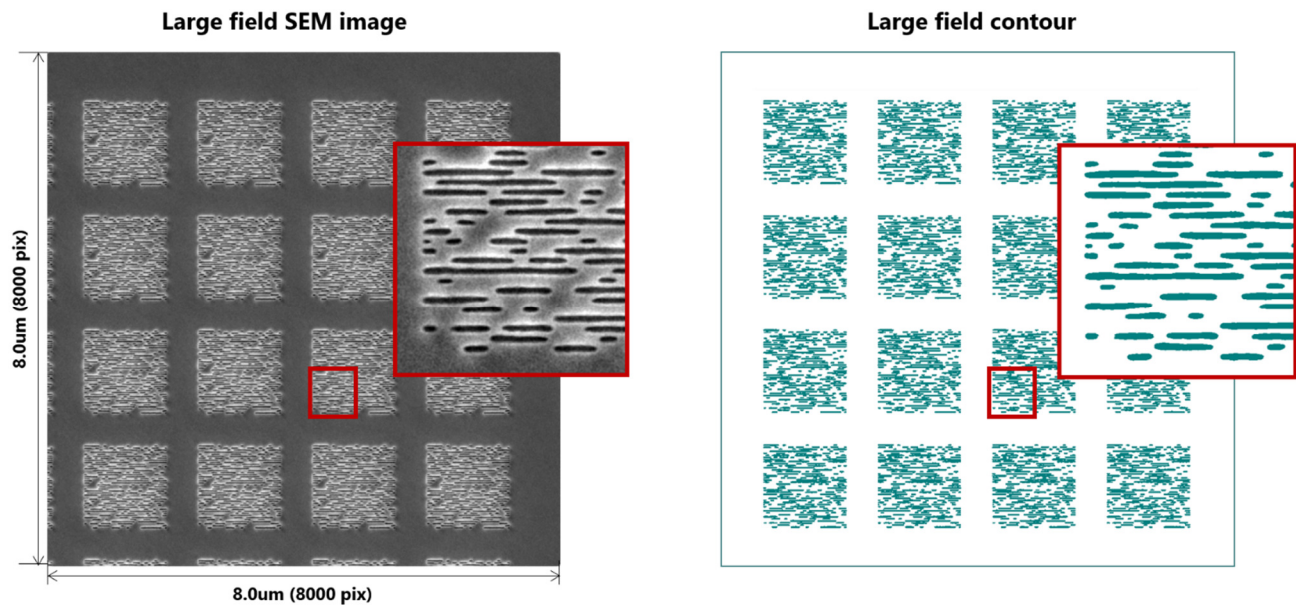 Large field SEM image
Large field contour
8.0um (8000 pix)
8.0um (8000 pix)